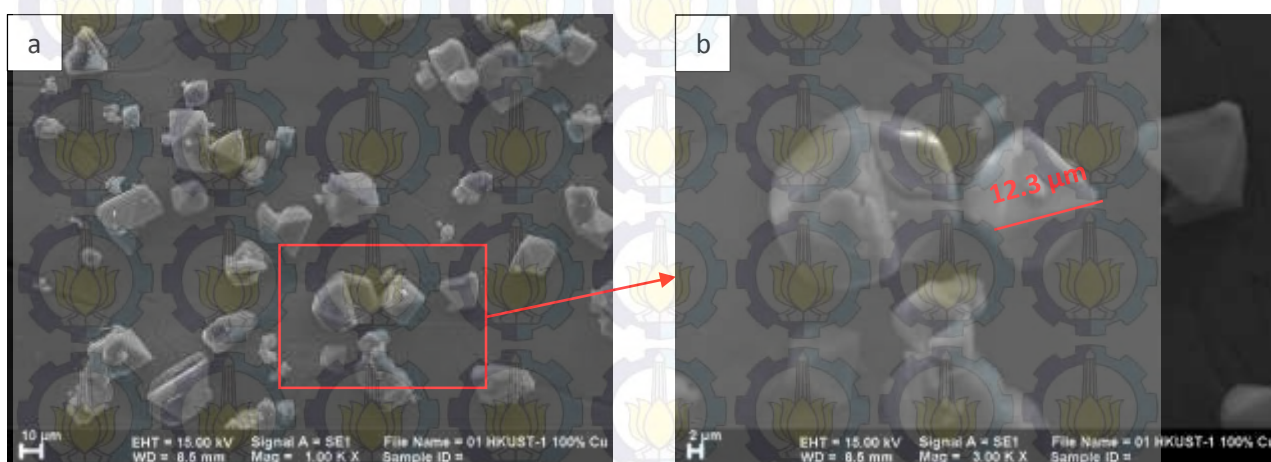 a
10 µm
EHT = 15.00 kV Signal A = SE1 File Name = 01 HKUST-1 100% Cu
WD = 8.5 mm Mag = 1.00 K X Sample ID =
b
12.3 µm
2 µm
EHT = 15.00 kV Signal A = SE1 File Name = 01 HKUST-1 100% Cu
WD = 8.5 mm Mag = 3.00 K X Sample ID =